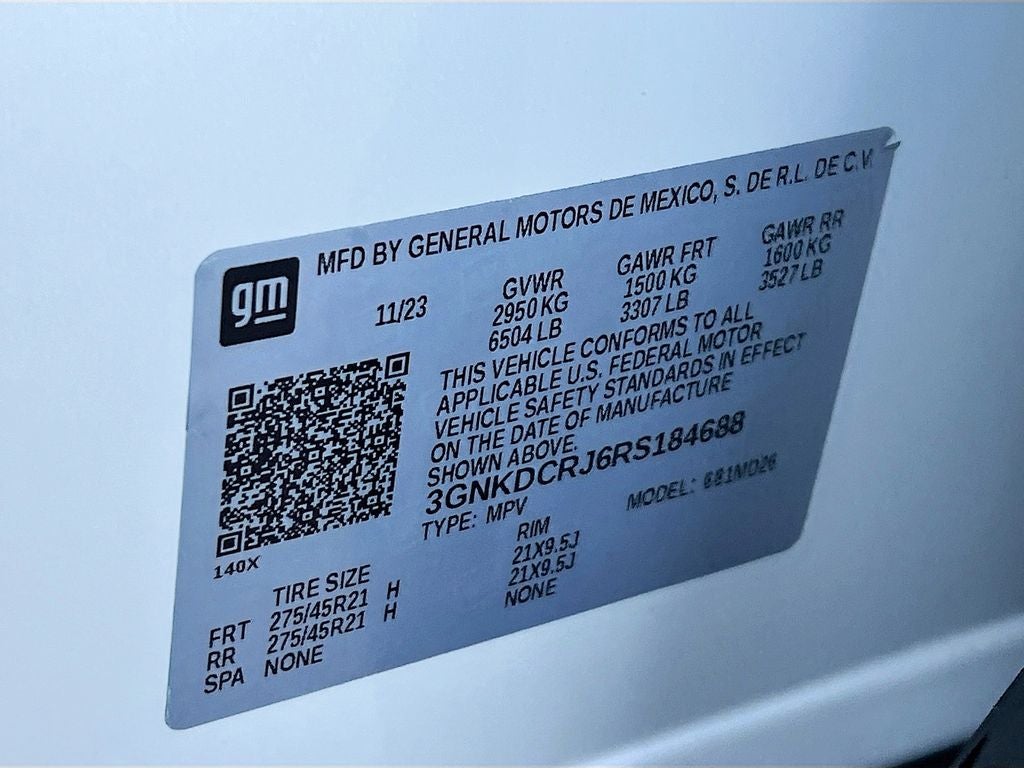 MFD BY GENERAL MOTORS DE MEXICO, S. DE R.L. DE C.V.
gm
11/23
GVWR GAWR FRT GAWR RR
2950 KG 1500 KG 1600 KG
6504 LB 3307 LB 3527 LB
THIS VEHICLE CONFORMS TO ALL
APPLICABLE U.S. FEDERAL MOTOR
VEHICLE SAFETY STANDARDS IN EFFECT
ON THE DATE OF MANUFACTURE
SHOWN ABOVE.
3GNKDCRJ6RS184688
TYPE: MPV MODEL:
140X
TIRE SIZE RIM
FRT 275/45R21 H 21X9.5J
RR 275/45R21 H 21X9.5J
SPA NONE NONE